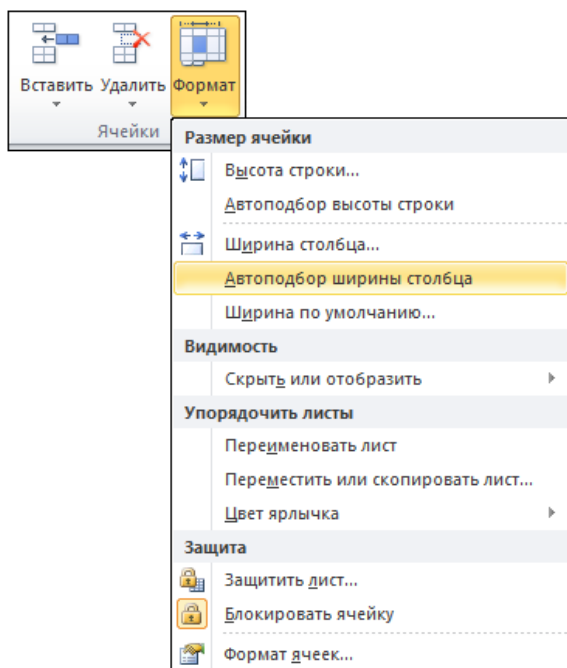 Вставить Удалить Формат
Ячейки
Размер ячейки
Высота строки...
Автоподбор высоты строки
Ширина столбца...
Автоподбор ширины столбца
Ширина по умолчанию...
Видимость
Скрыть или отобразить
Упорядочить листы
Переименовать лист
Переместить или скопировать лист...
Цвет ярлычка
Защита
Защитить лист...
Блокировать ячейку
Формат ячеек...